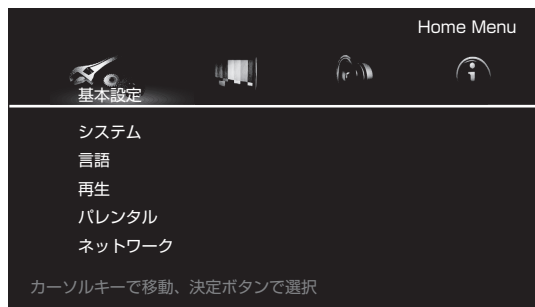 Home Menu
基本設定
システム
言語
再生
パレンタル
ネットワーク
カーソルキーで移動、決定ボタンで選択